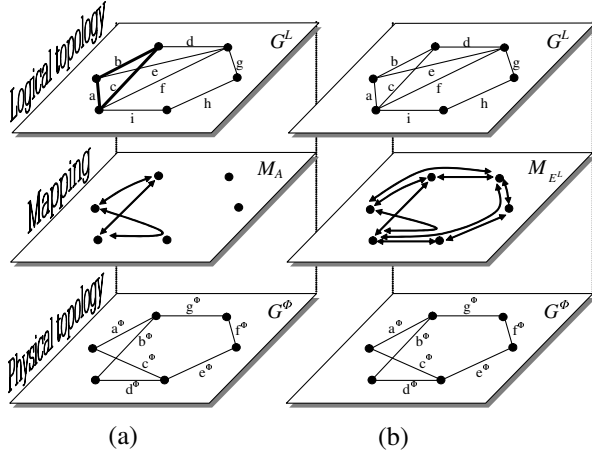 Logical topology
G^L
b
d
e
g
a
c
f
h
i
G^L
b
d
e
g
a
c
f
h
i
Mapping
M_A
M_{E^L}
Physical topology
G^Φ
g^Φ
a^Φ
f^Φ
b^Φ
c^Φ
e^Φ
d^Φ
G^Φ
g^Φ
a^Φ
f^Φ
b^Φ
c^Φ
e^Φ
d^Φ
(a)
(b)